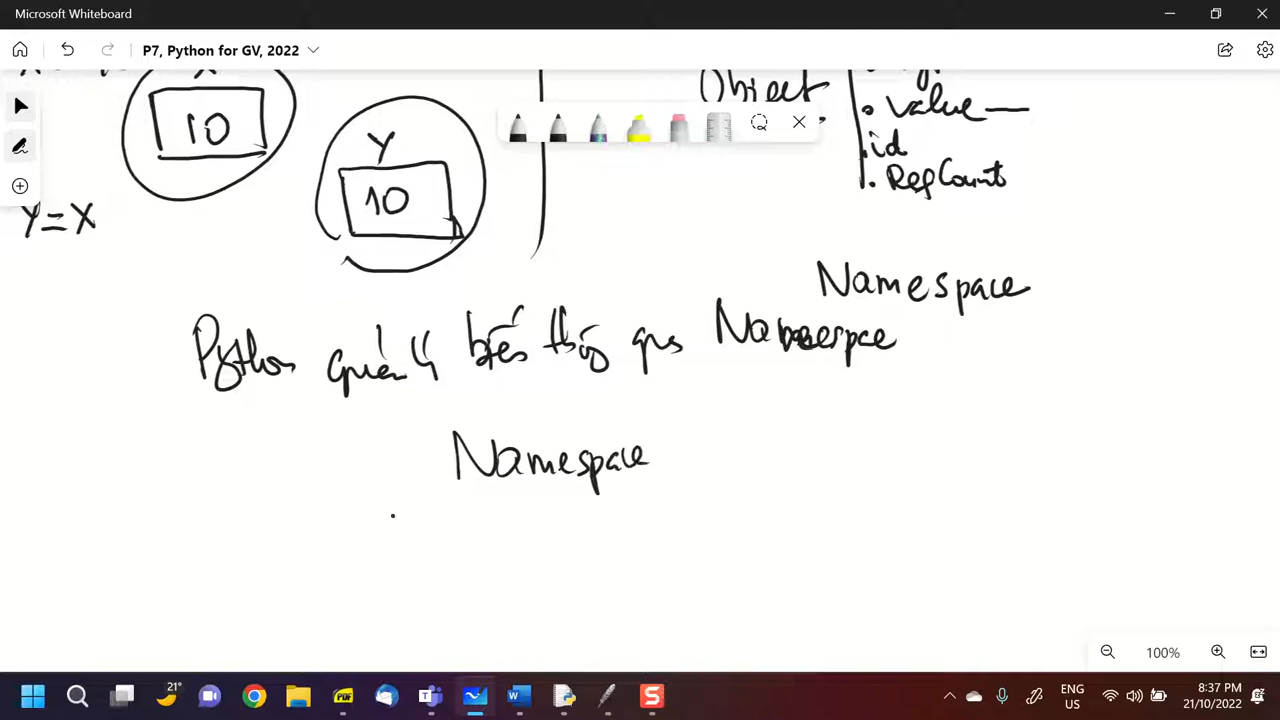 Microsoft Whiteboard
P7, Python for GV, 2022
X
10
Y
10
Y=X
Object
value
id
RefCount
Namespace
Python quản lý biến thông qua Namespace
Namespace
100%
21°
ENG
US
8:37 PM
21/10/2022